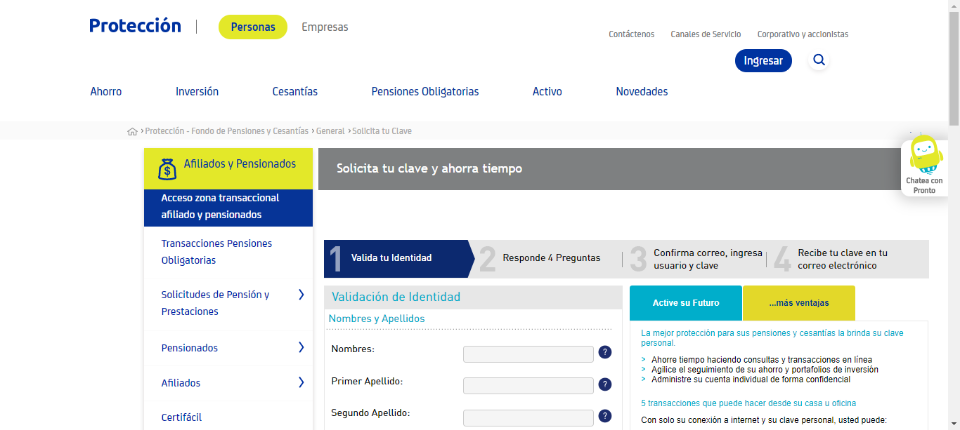 Protección
Personas
Empresas
Contáctenos
Canales de Servicio
Corporativo y accionistas
Ingresar
Ahorro
Inversión
Cesantías
Pensiones Obligatorias
Activo
Novedades
Protección - Fondo de Pensiones y Cesantías › General › Solicita tu Clave
Afiliados y Pensionados
Acceso zona transaccional
afiliado y pensionados
Transacciones Pensiones
Obligatorias
Solicitudes de Pensión y
Prestaciones
Pensionados
Afiliados
Certifácil
Solicita tu clave y ahorra tiempo
Chatea con
Pronto
1 Valida tu Identidad
2 Responde 4 Preguntas
3 Confirma correo, ingresa
usuario y clave
4 Recibe tu clave en tu
correo electrónico
Validación de Identidad
Nombres y Apellidos
Nombres:
?
Primer Apellido:
?
Segundo Apellido:
?
Active su Futuro
...más ventajas
La mejor protección para sus pensiones y cesantías la brinda su clave
personal.
Ahorre tiempo haciendo consultas y transacciones en línea
Agilice el seguimiento de su ahorro y portafolios de inversión
Administre su cuenta individual de forma confidencial
5 transacciones que puede hacer desde su casa u oficina
Con solo su conexión a internet y su clave personal, usted puede: